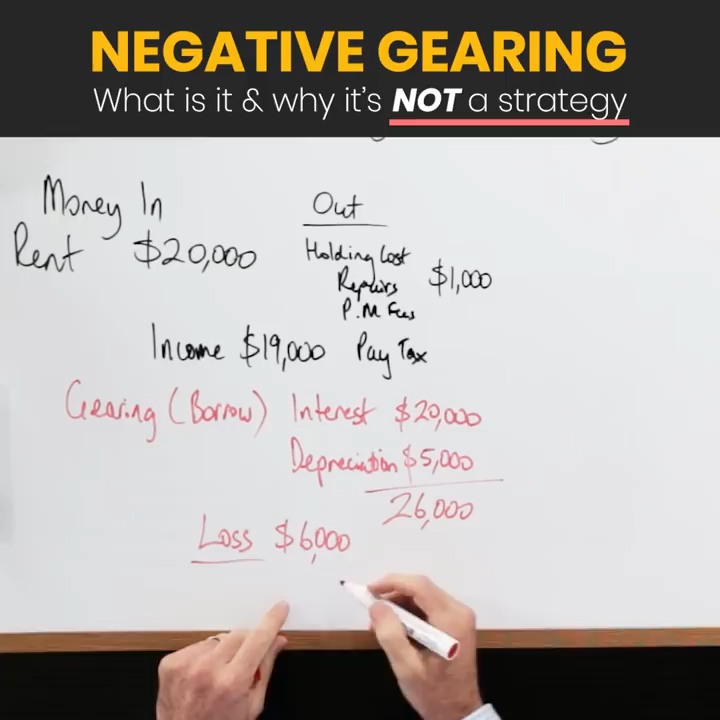 NEGATIVE GEARING
What is it & why it's NOT a strategy
Money In
Rent $20,000
Out
Holding Cost
Repairs $1,000
P.M Fees
Income $19,000 Pay Tax
Gearing (Borrow) Interest $20,000
Depreciation $5,000
26,000
Loss $6,000